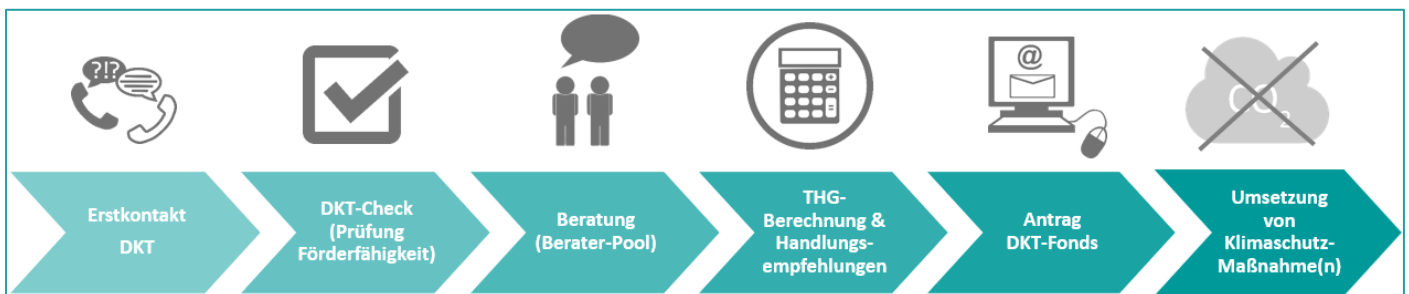 ?!?
@
CO2
Erstkontakt
DKT
DKT-Check
(Prüfung
Förderfähigkeit)
Beratung
(Berater-Pool)
THG-
Berechnung &
Handlungs-
empfehlungen
Antrag
DKT-Fonds
Umsetzung
von
Klimaschutz-
Maßnahme(n)